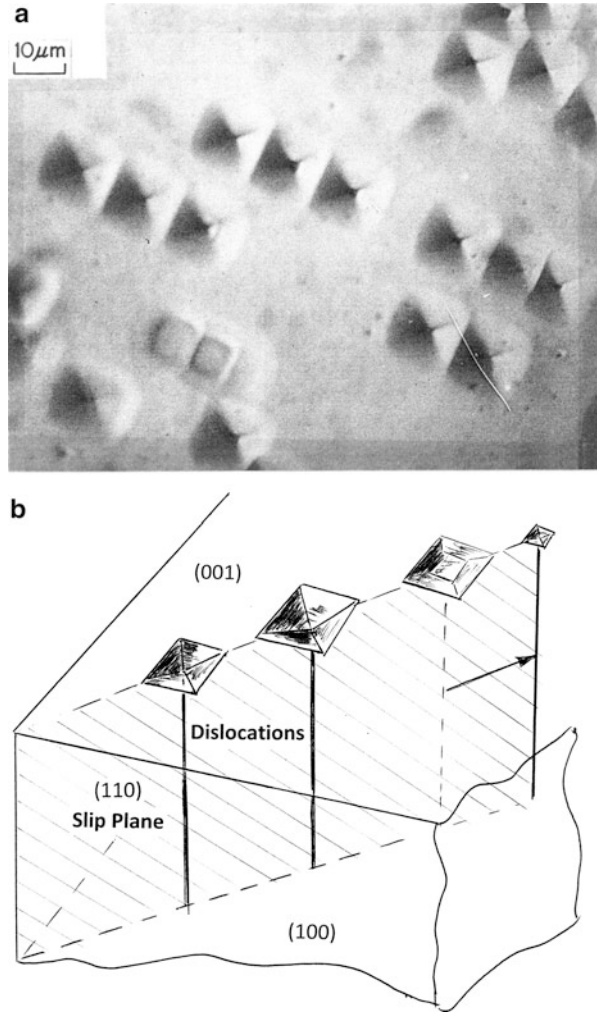 a
10μm
b
(001)
Dislocations
(110)
Slip Plane
(100)